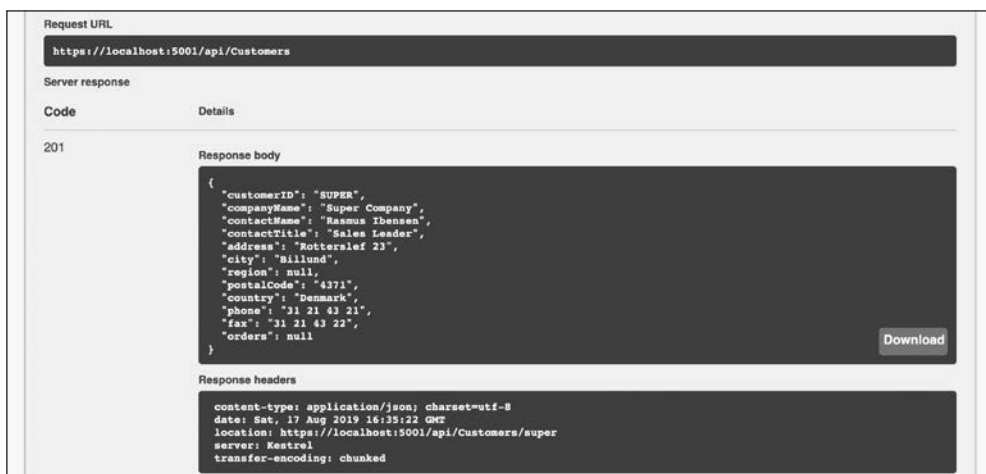 Request URL
https://localhost:5001/api/Customers
Server response
Code Details
201
Response body
{
"customerID": "SUPER",
"companyName": "Super Company",
"contactName": "Rasmus Ibensen",
"contactTitle": "Sales Leader",
"address": "Rotterslef 23",
"city": "Billund",
"region": null,
"postalCode": "4371",
"country": "Denmark",
"phone": "31 21 43 21",
"fax": "31 21 43 22",
"orders": null
}
Download
Response headers
content-type: application/json; charset=utf-8
date: Sat, 17 Aug 2019 16:35:22 GMT
location: https://localhost:5001/api/Customers/super
server: Kestrel
transfer-encoding: chunked